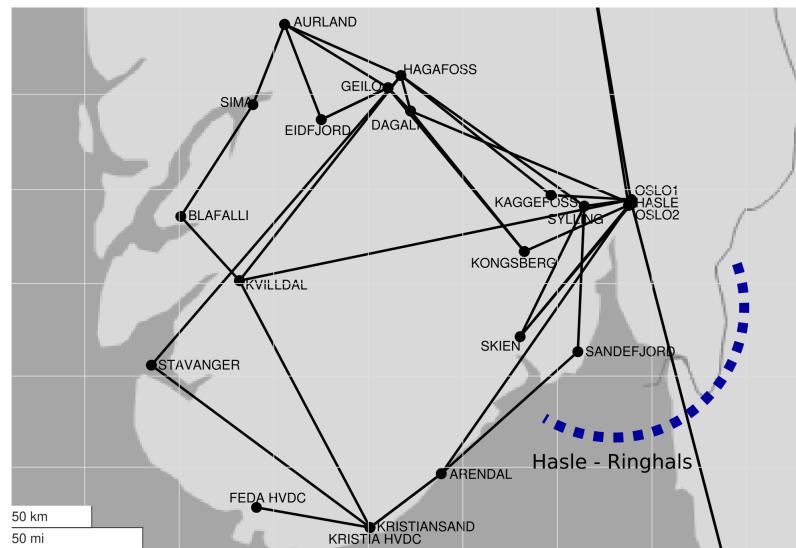 AURLAND
HAGAFOSS
GEILO
SIMA
DAGALI
EIDFJORD
OSLO1
KAGGEFOSS
HASLE
BLAFALLI
SYLLING
OSLO2
KONGSBERG
KVILLDAL
SKIEN
SANDEFJORD
STAVANGER
Hasle - Ringhals
ARENDAL
FEDA HVDC
50 km
KRISTIANSAND
50 mi
KRISTIA HVDC